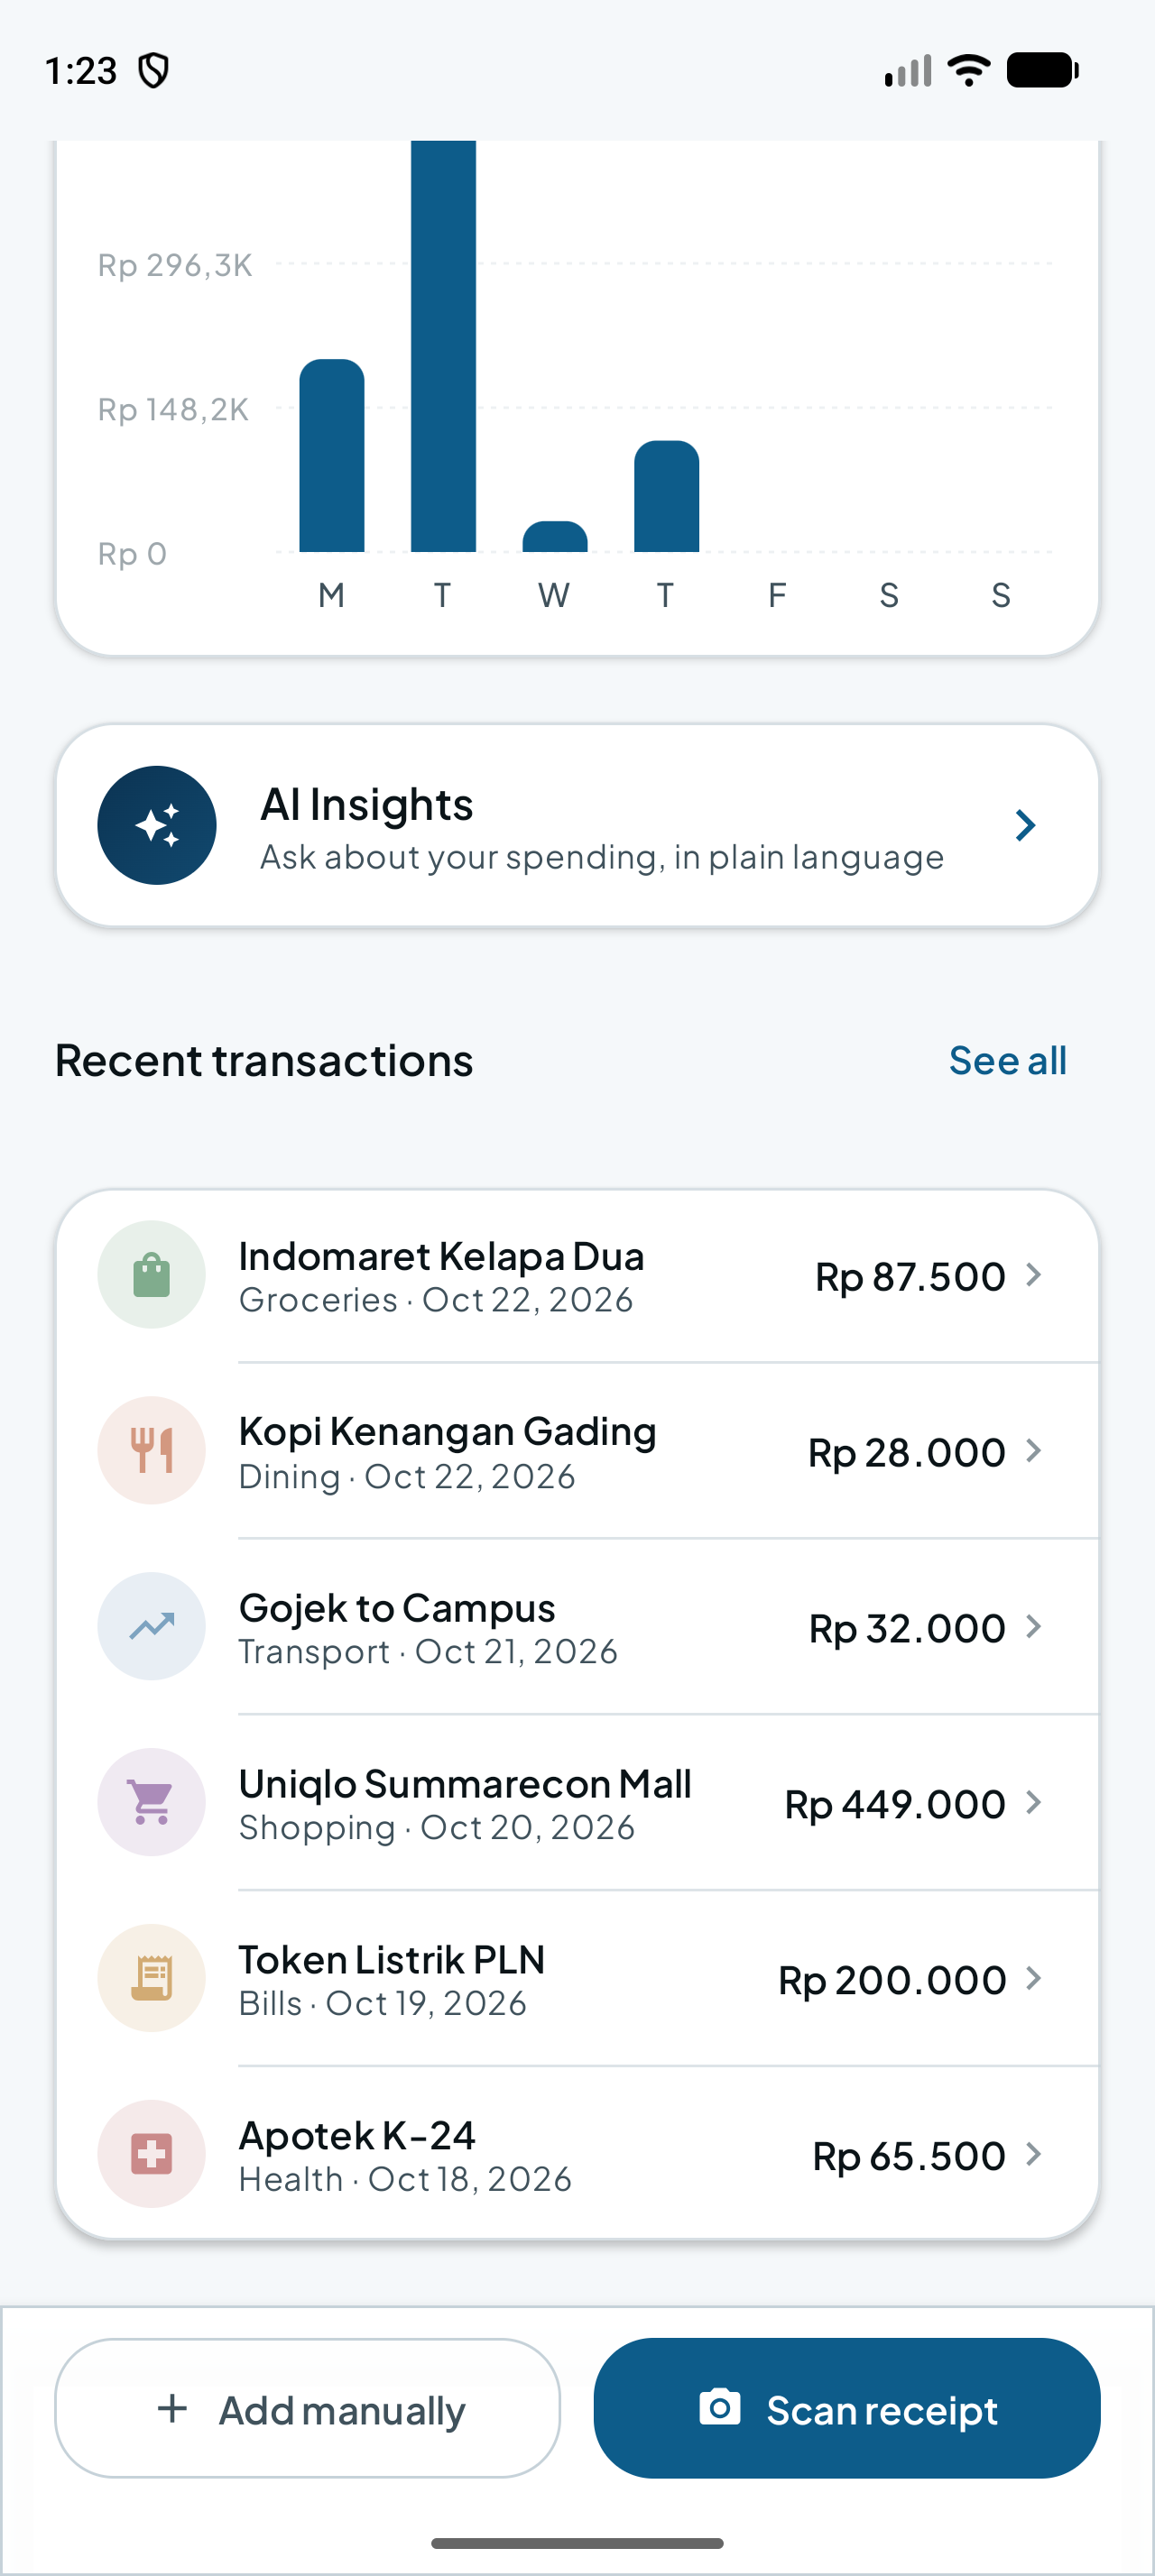 1:23
Rp 296,3K
Rp 148,2K
Rp 0
M T W T F S S
AI Insights
Ask about your spending, in plain language
Recent transactions
See all
Indomaret Kelapa Dua
Groceries · Oct 22, 2026
Rp 87.500
Kopi Kenangan Gading
Dining · Oct 22, 2026
Rp 28.000
Gojek to Campus
Transport · Oct 21, 2026
Rp 32.000
Uniqlo Summarecon Mall
Shopping · Oct 20, 2026
Rp 449.000
Token Listrik PLN
Bills · Oct 19, 2026
Rp 200.000
Apotek K-24
Health · Oct 18, 2026
Rp 65.500
Add manually
Scan receipt